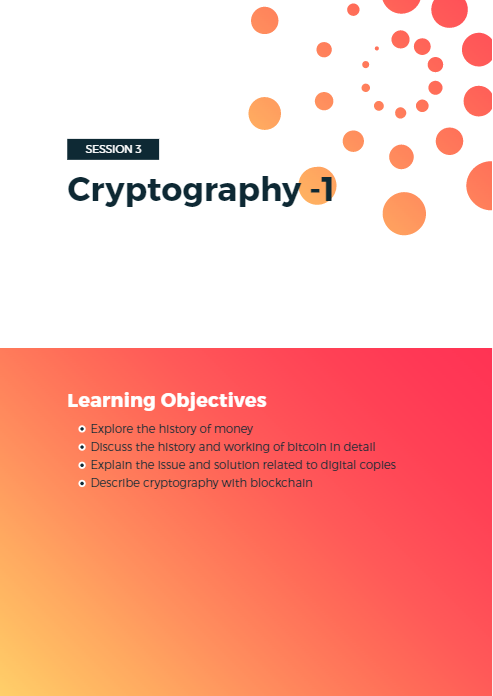 SESSION 3
Cryptography -1
Learning Objectives
Explore the history of money
Discuss the history and working of bitcoin in detail
Explain the issue and solution related to digital copies
Describe cryptography with blockchain